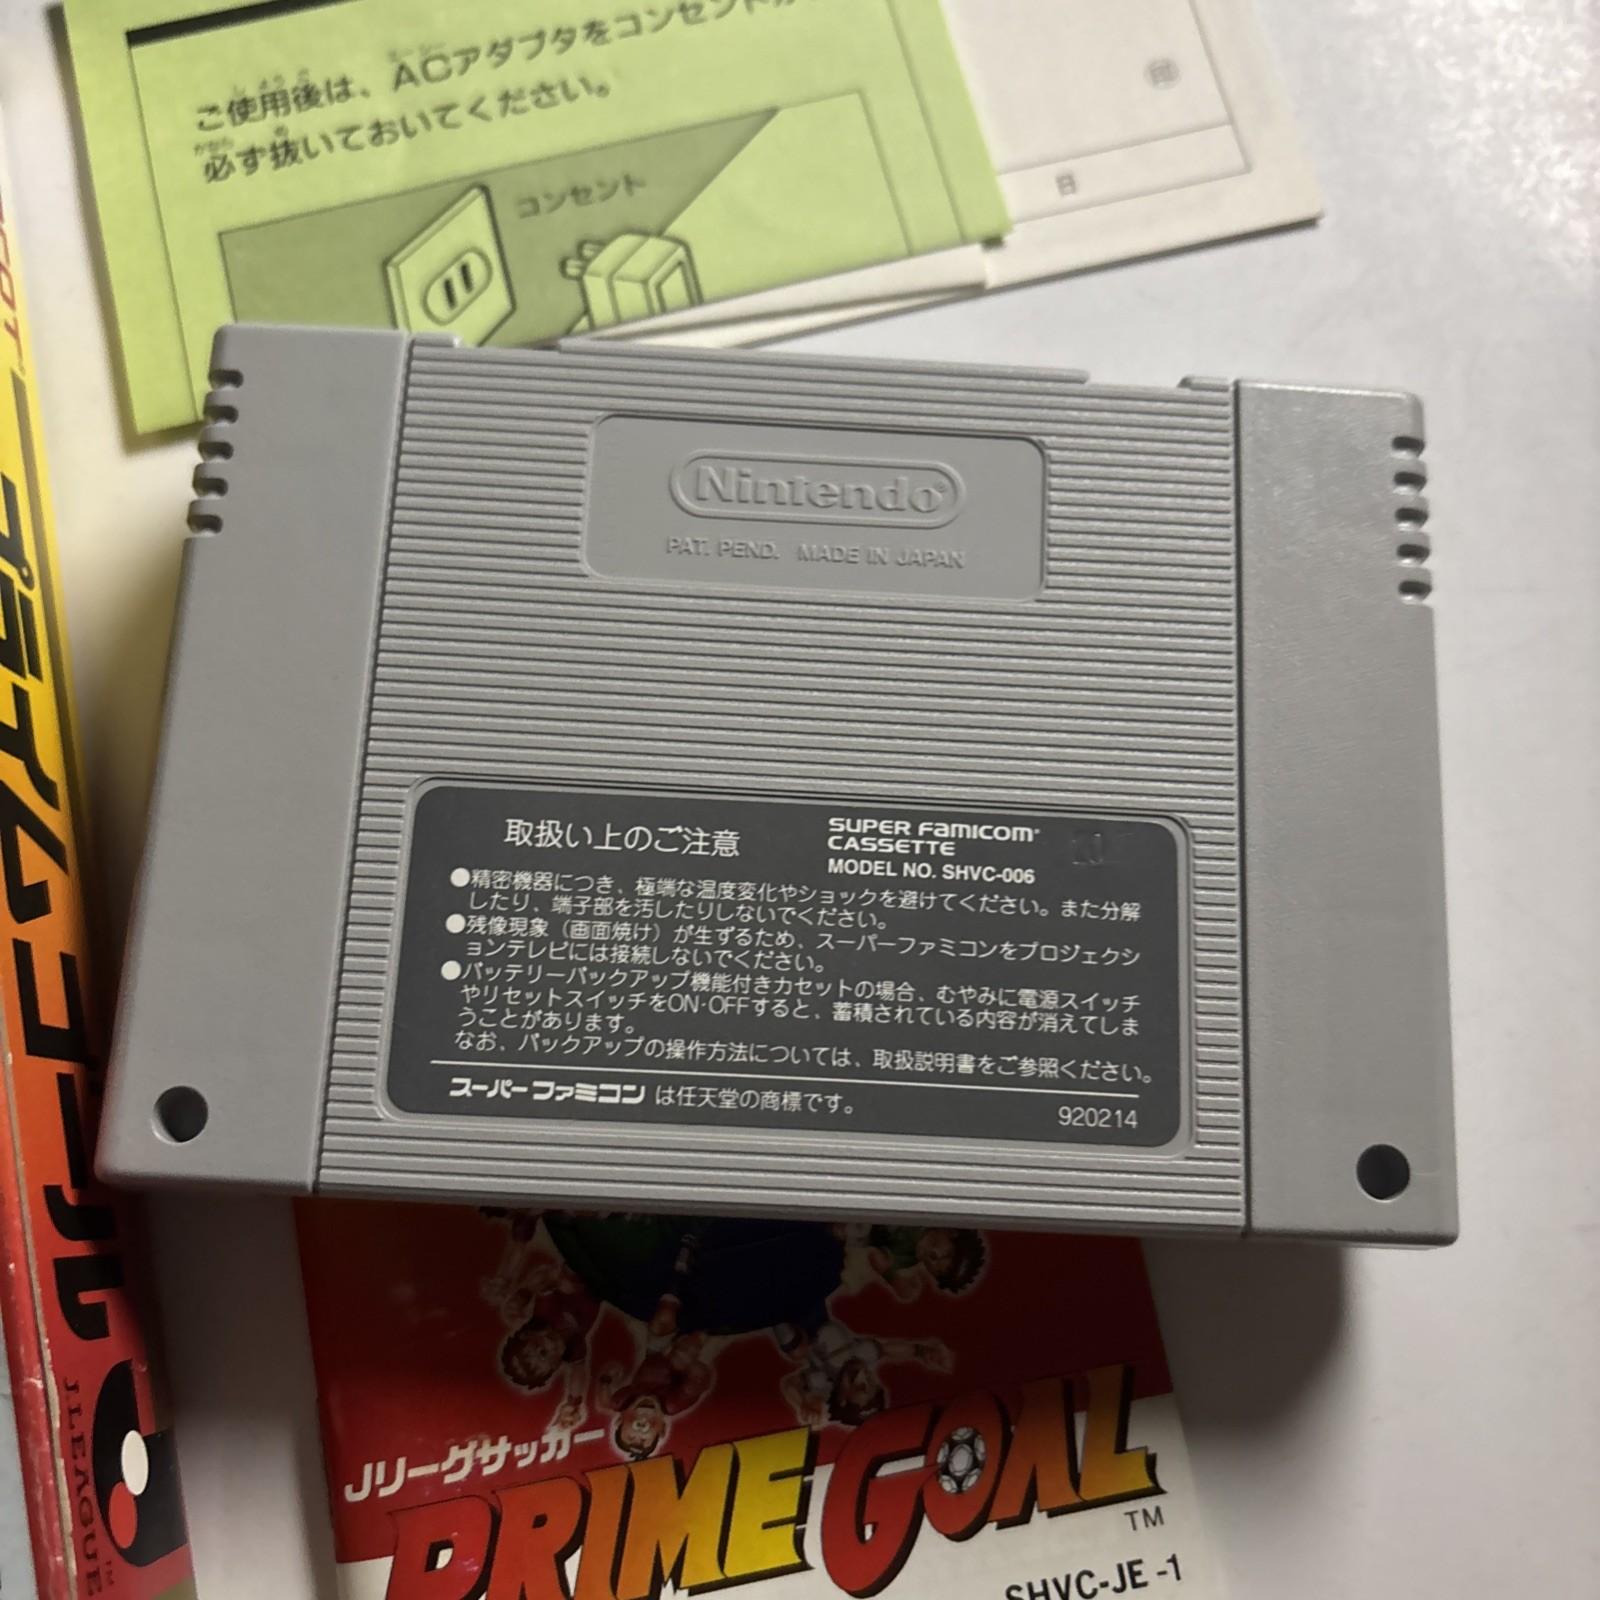 ご使用後は、ACアダプタをコンセントか
必ず抜いておいてください。
コンセント
印
日
Nintendo®
PAT. PEND. MADE IN JAPAN
取扱い上のご注意
SUPER FAMICOM®
CASSETTE
MODEL NO. SHVC-006
●精密機器につき、極端な温度変化やショックを避けてください。また分解
したり、端子部を汚したりしないでください。
●残像現象（画面焼け）が生ずるため、スーパーファミコンをプロジェクシ
ョンテレビには接続しないでください。
●バッテリーバックアップ機能付きカセットの場合、むやみに電源スイッチ
やリセットスイッチをON・OFFすると、蓄積されている内容が消えてしま
うことがあります。
なお、バックアップの操作方法については、取扱説明書をご参照ください。
スーパーファミコン は任天堂の商標です。
920214
プライムゴール
J.LEAGUE™
Jリーグサッカー
PRIME GOAL
TM
SHVC-JE-1